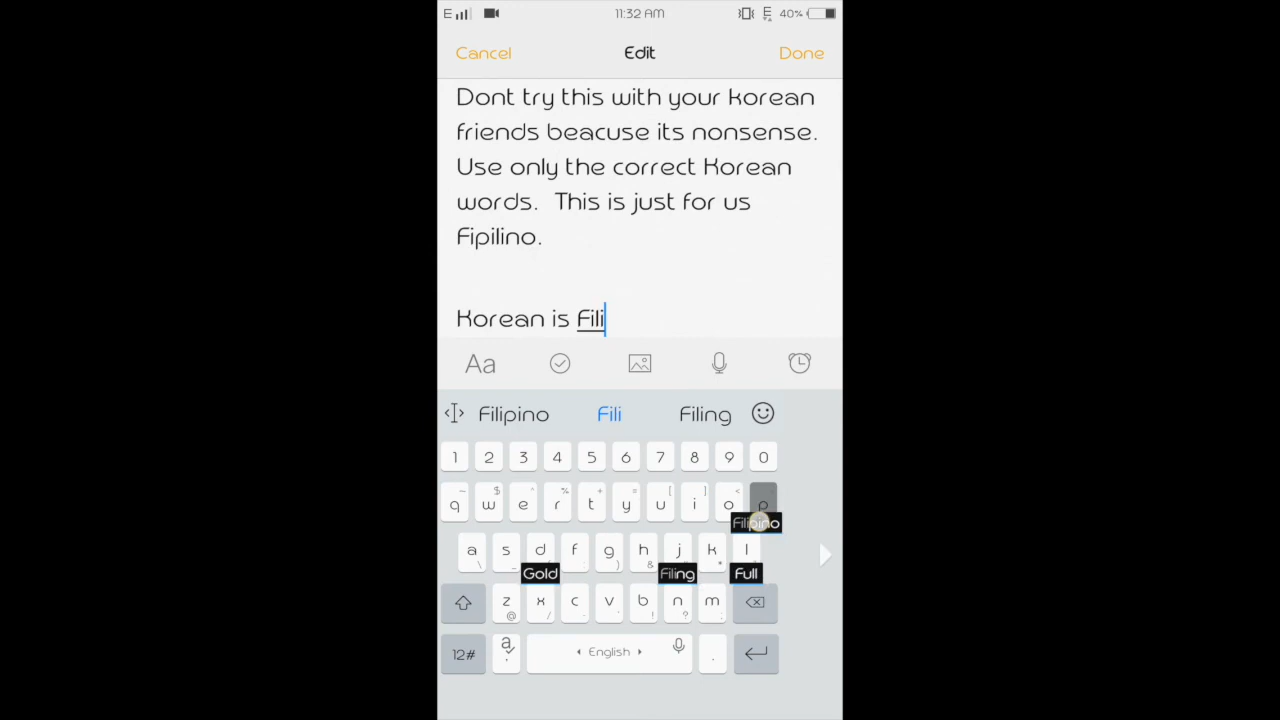 E 11:32 AM 40%
Cancel Edit Done
Dont try this with your korean
friends beacuse its nonsense.
Use only the correct Korean
words. This is just for us
Fipilino.
Korean is Fili
Aa
Filipino Fili Filing
1 2 3 4 5 6 7 8 9 0
~ $ % + = [ ] <
q w e r t y u i o p
Filipino
a s d f g h j k l
\ _ ) & *
Gold Filing Full
z x c v b n m
@ / - ! ? ;
12# a , English .